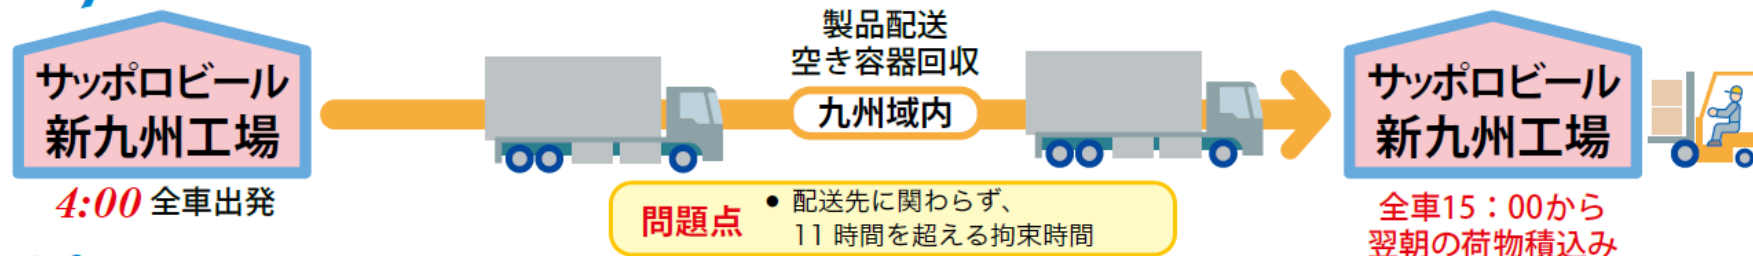 サッポロビール
新九州工場
4:00 全車出発
製品配送
空き容器回収
九州域内
問題点
● 配送先に関わらず、
11 時間を超える拘束時間
サッポロビール
新九州工場
全車15：00から
翌朝の荷物積込み